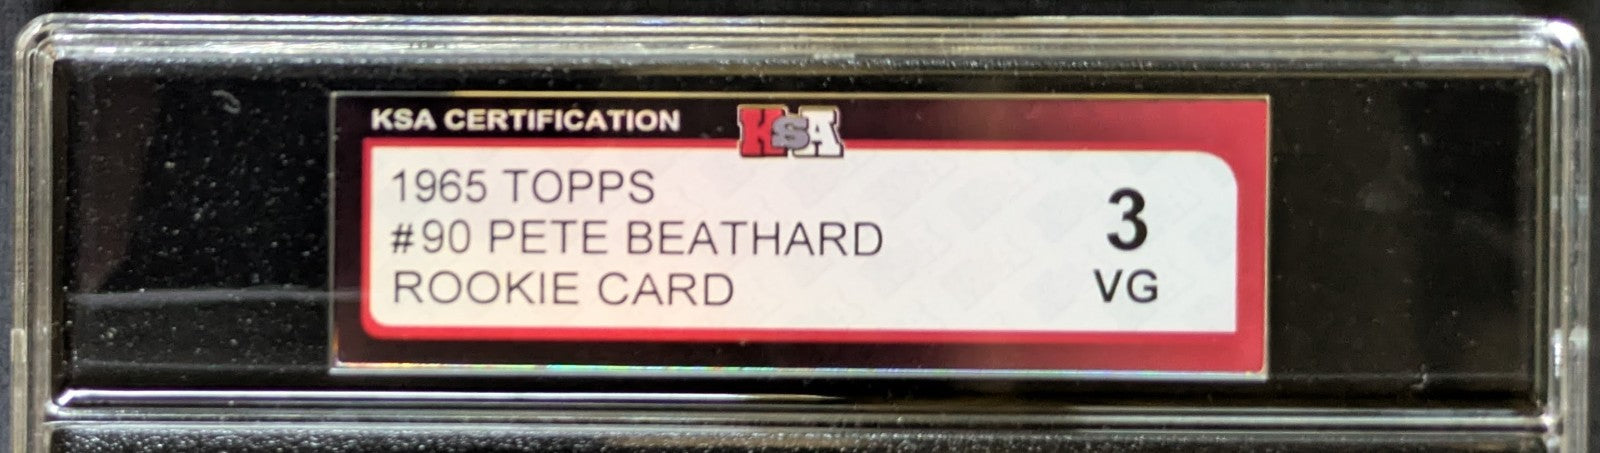 KSA CERTIFICATION KSA
1965 TOPPS
#90 PETE BEATHARD
ROOKIE CARD
3
VG